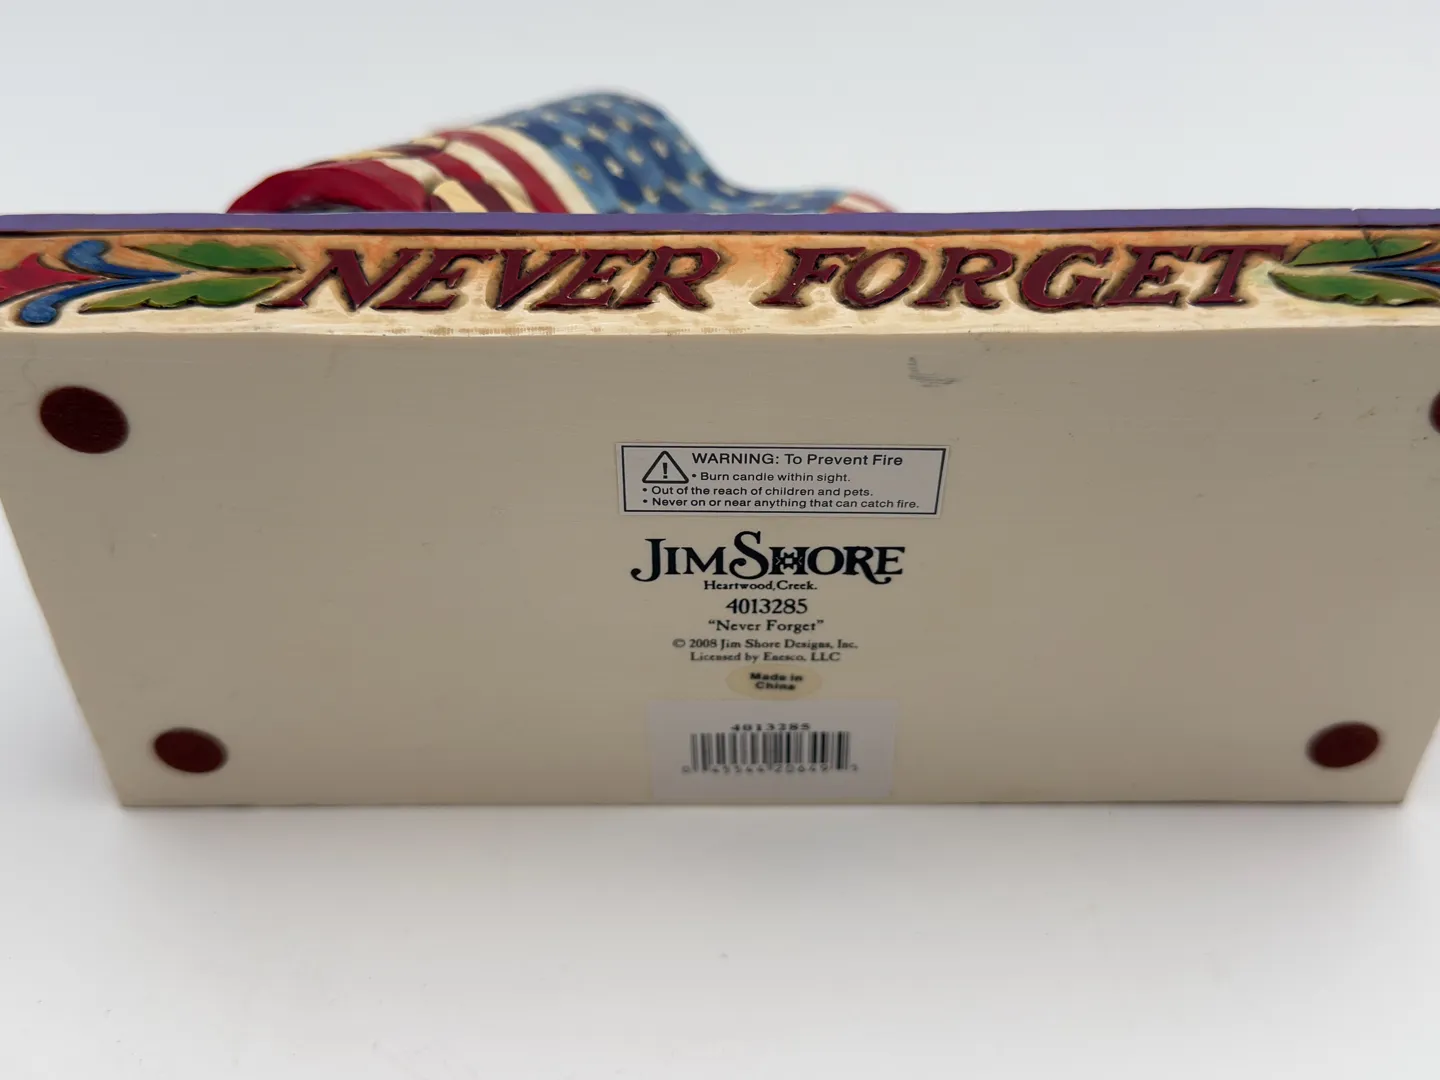 NEVER FORGET
WARNING: To Prevent Fire
• Burn candle within sight.
• Out of the reach of children and pets.
• Never on or near anything that can catch fire.
JIM SHORE
Heartwood Creek.
4013285
“Never Forget”
© 2008 Jim Shore Designs, Inc.
Licensed by Enesco, LLC
Made in
China
4013285